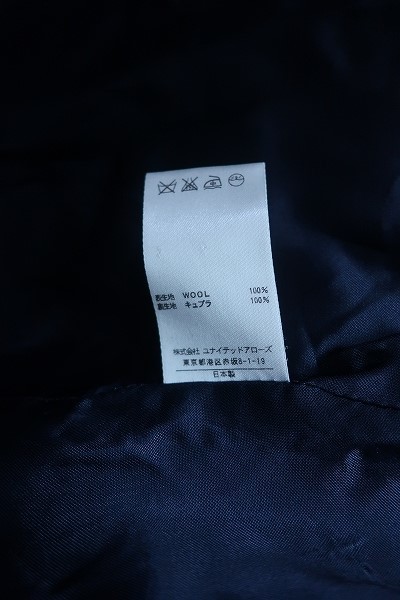 表生地 WOOL 100%
裏生地 キュプラ 100%
株式会社 ユナイテッドアローズ
東京都港区赤坂8-1-19
日本製